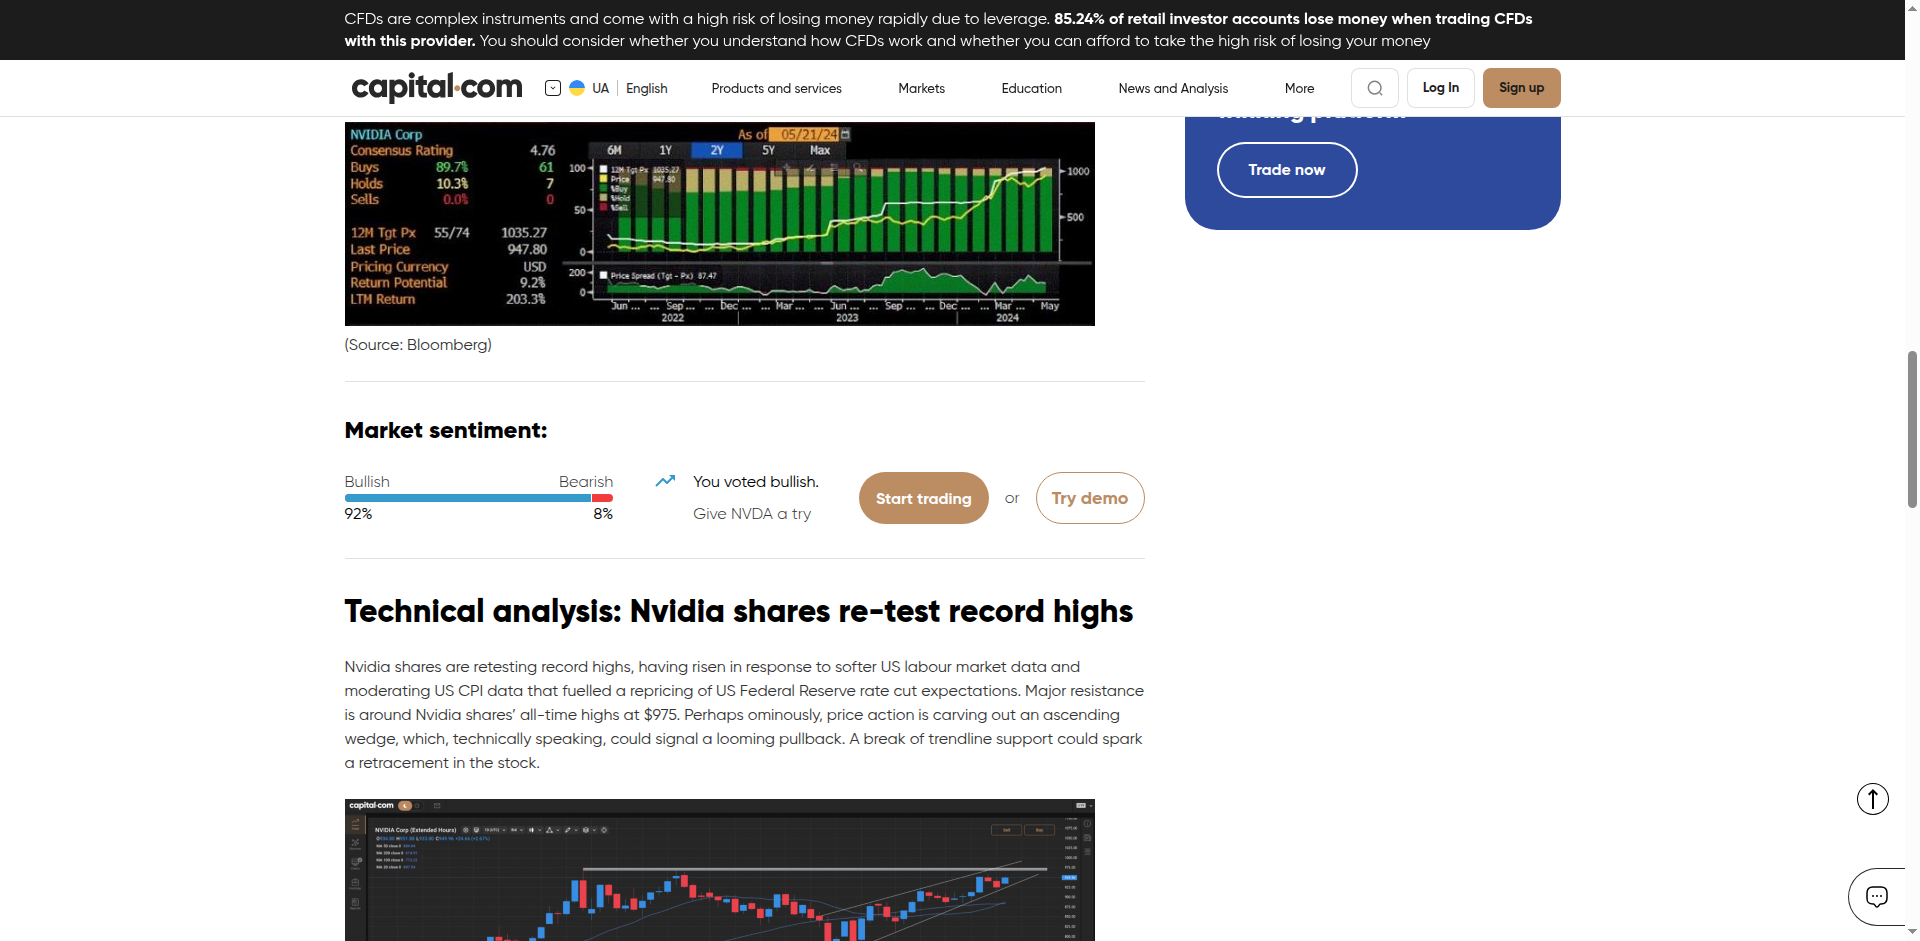 CFDs are complex instruments and come with a high risk of losing money rapidly due to leverage. 85.24% of retail investor accounts lose money when trading CFDs
with this provider. You should consider whether you understand how CFDs work and whether you can afford to take the high risk of losing your money
capital.com
UA English
Products and services
Markets
Education
News and Analysis
More
Log In
Sign up
Trade now
NVIDIA Corp
As of 05/21/24
Consensus Rating 4.76
Buys 89.7% 61
Holds 10.3% 7
Sells 0.0% 0
12M Tgt Px 55/74 1035.27
Last Price 947.80
Pricing Currency USD
Return Potential 9.2%
LTM Return 203.3%
6M 1Y 2Y 5Y Max
12M Tgt Px 1035.27
Price 947.80
%Buy
%Hold
%Sell
100
50
0
1000
500
200
0
Price Spread (Tgt - Px) 87.47
Jun ... ... Sep ... ... Dec ... ... Mar ... ... Jun ... ... Sep ... ... Dec ... ... Mar ... May
2022 2023 2024
(Source: Bloomberg)
Market sentiment:
Bullish Bearish
92% 8%
You voted bullish.
Give NVDA a try
Start trading
or
Try demo
Technical analysis: Nvidia shares re-test record highs
Nvidia shares are retesting record highs, having risen in response to softer US labour market data and
moderating US CPI data that fuelled a repricing of US Federal Reserve rate cut expectations. Major resistance
is around Nvidia shares’ all-time highs at $975. Perhaps ominously, price action is carving out an ascending
wedge, which, technically speaking, could signal a looming pullback. A break of trendline support could spark
a retracement in the stock.
capital.com
NVIDIA Corp (Extended Hours)